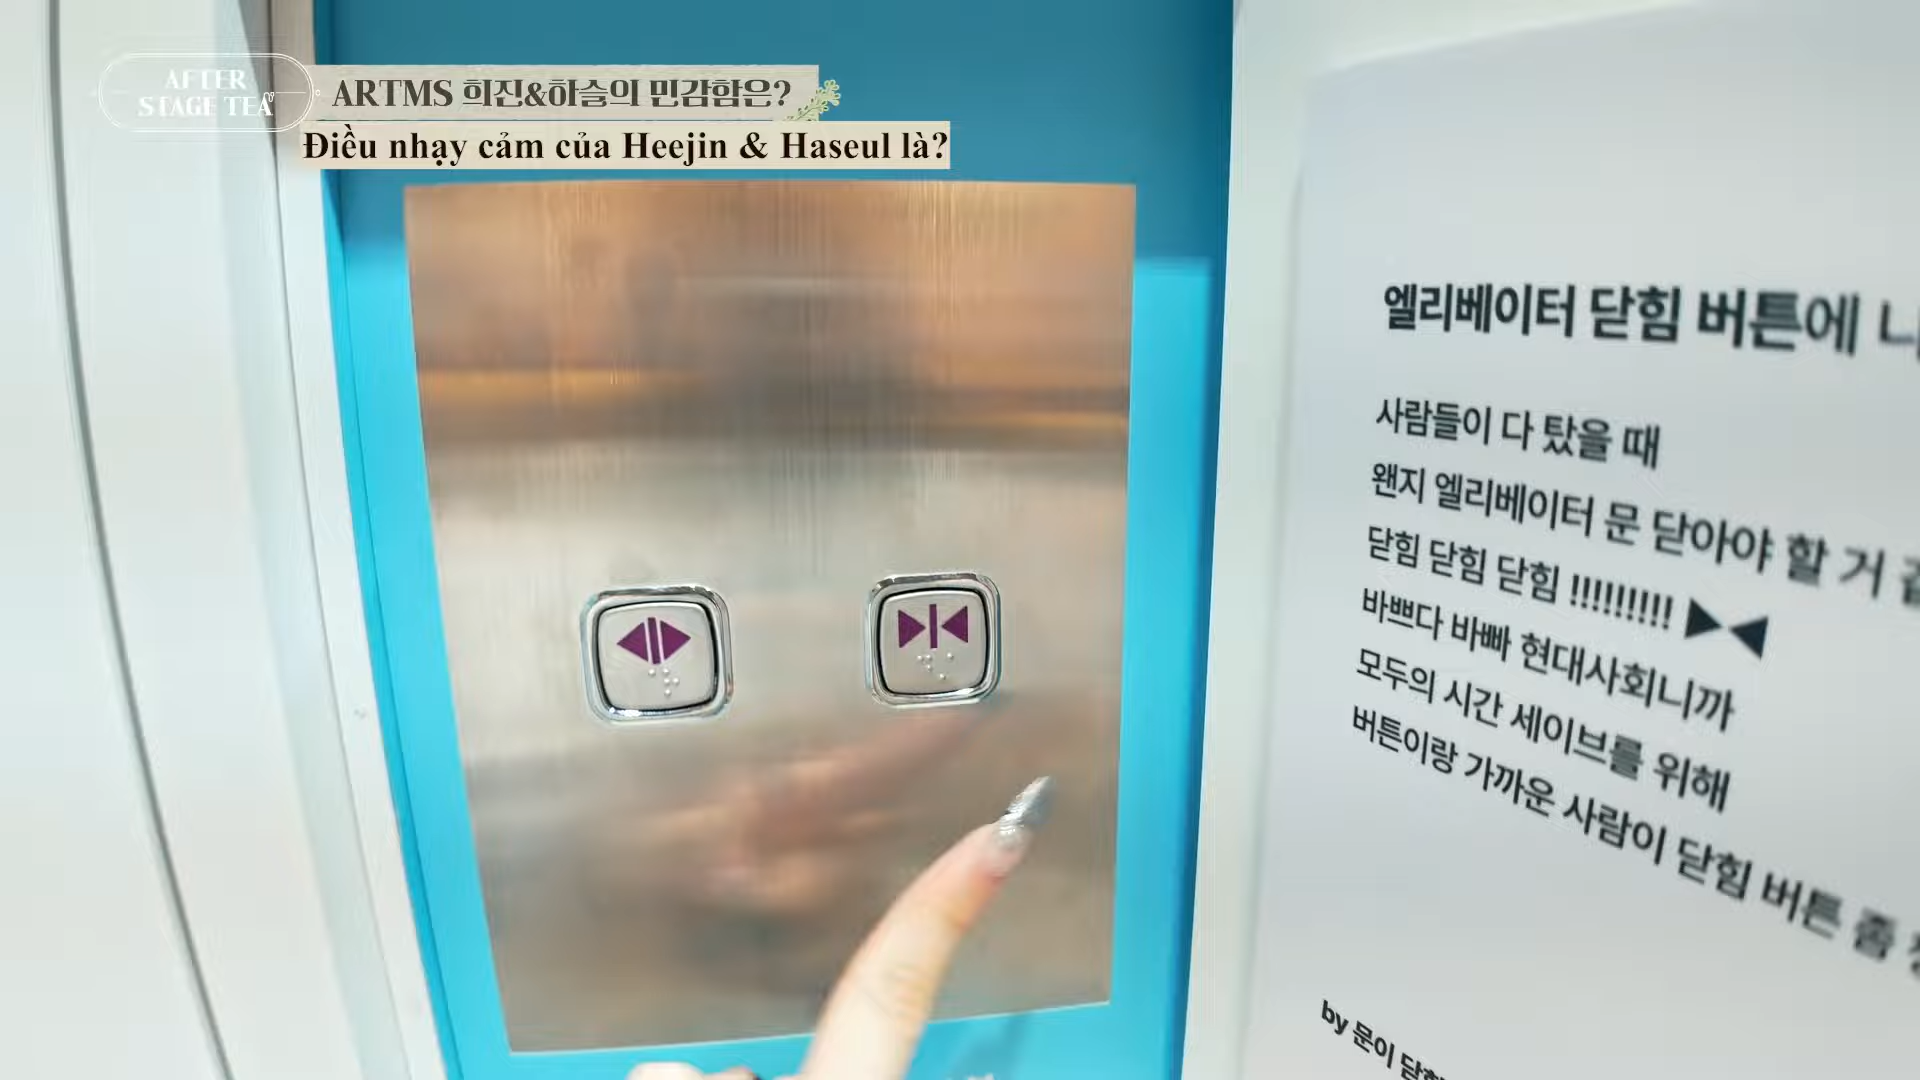 AFTER
STAGE TEA
ARTMS 희진&하슬의 민감함은?
Điều nhạy cảm của Heejin & Haseul là?
엘리베이터 닫힘 버튼에
사람들이 다 탔을 때
왠지 엘리베이터 문 닫아야 할 거
닫힘 닫힘 닫힘 !!!!!!!!!!
바쁘다 바빠 현대사회니까
모두의 시간 세이브를 위해
버튼이랑 가까운 사람이 닫힘 버튼 좀
by 문이